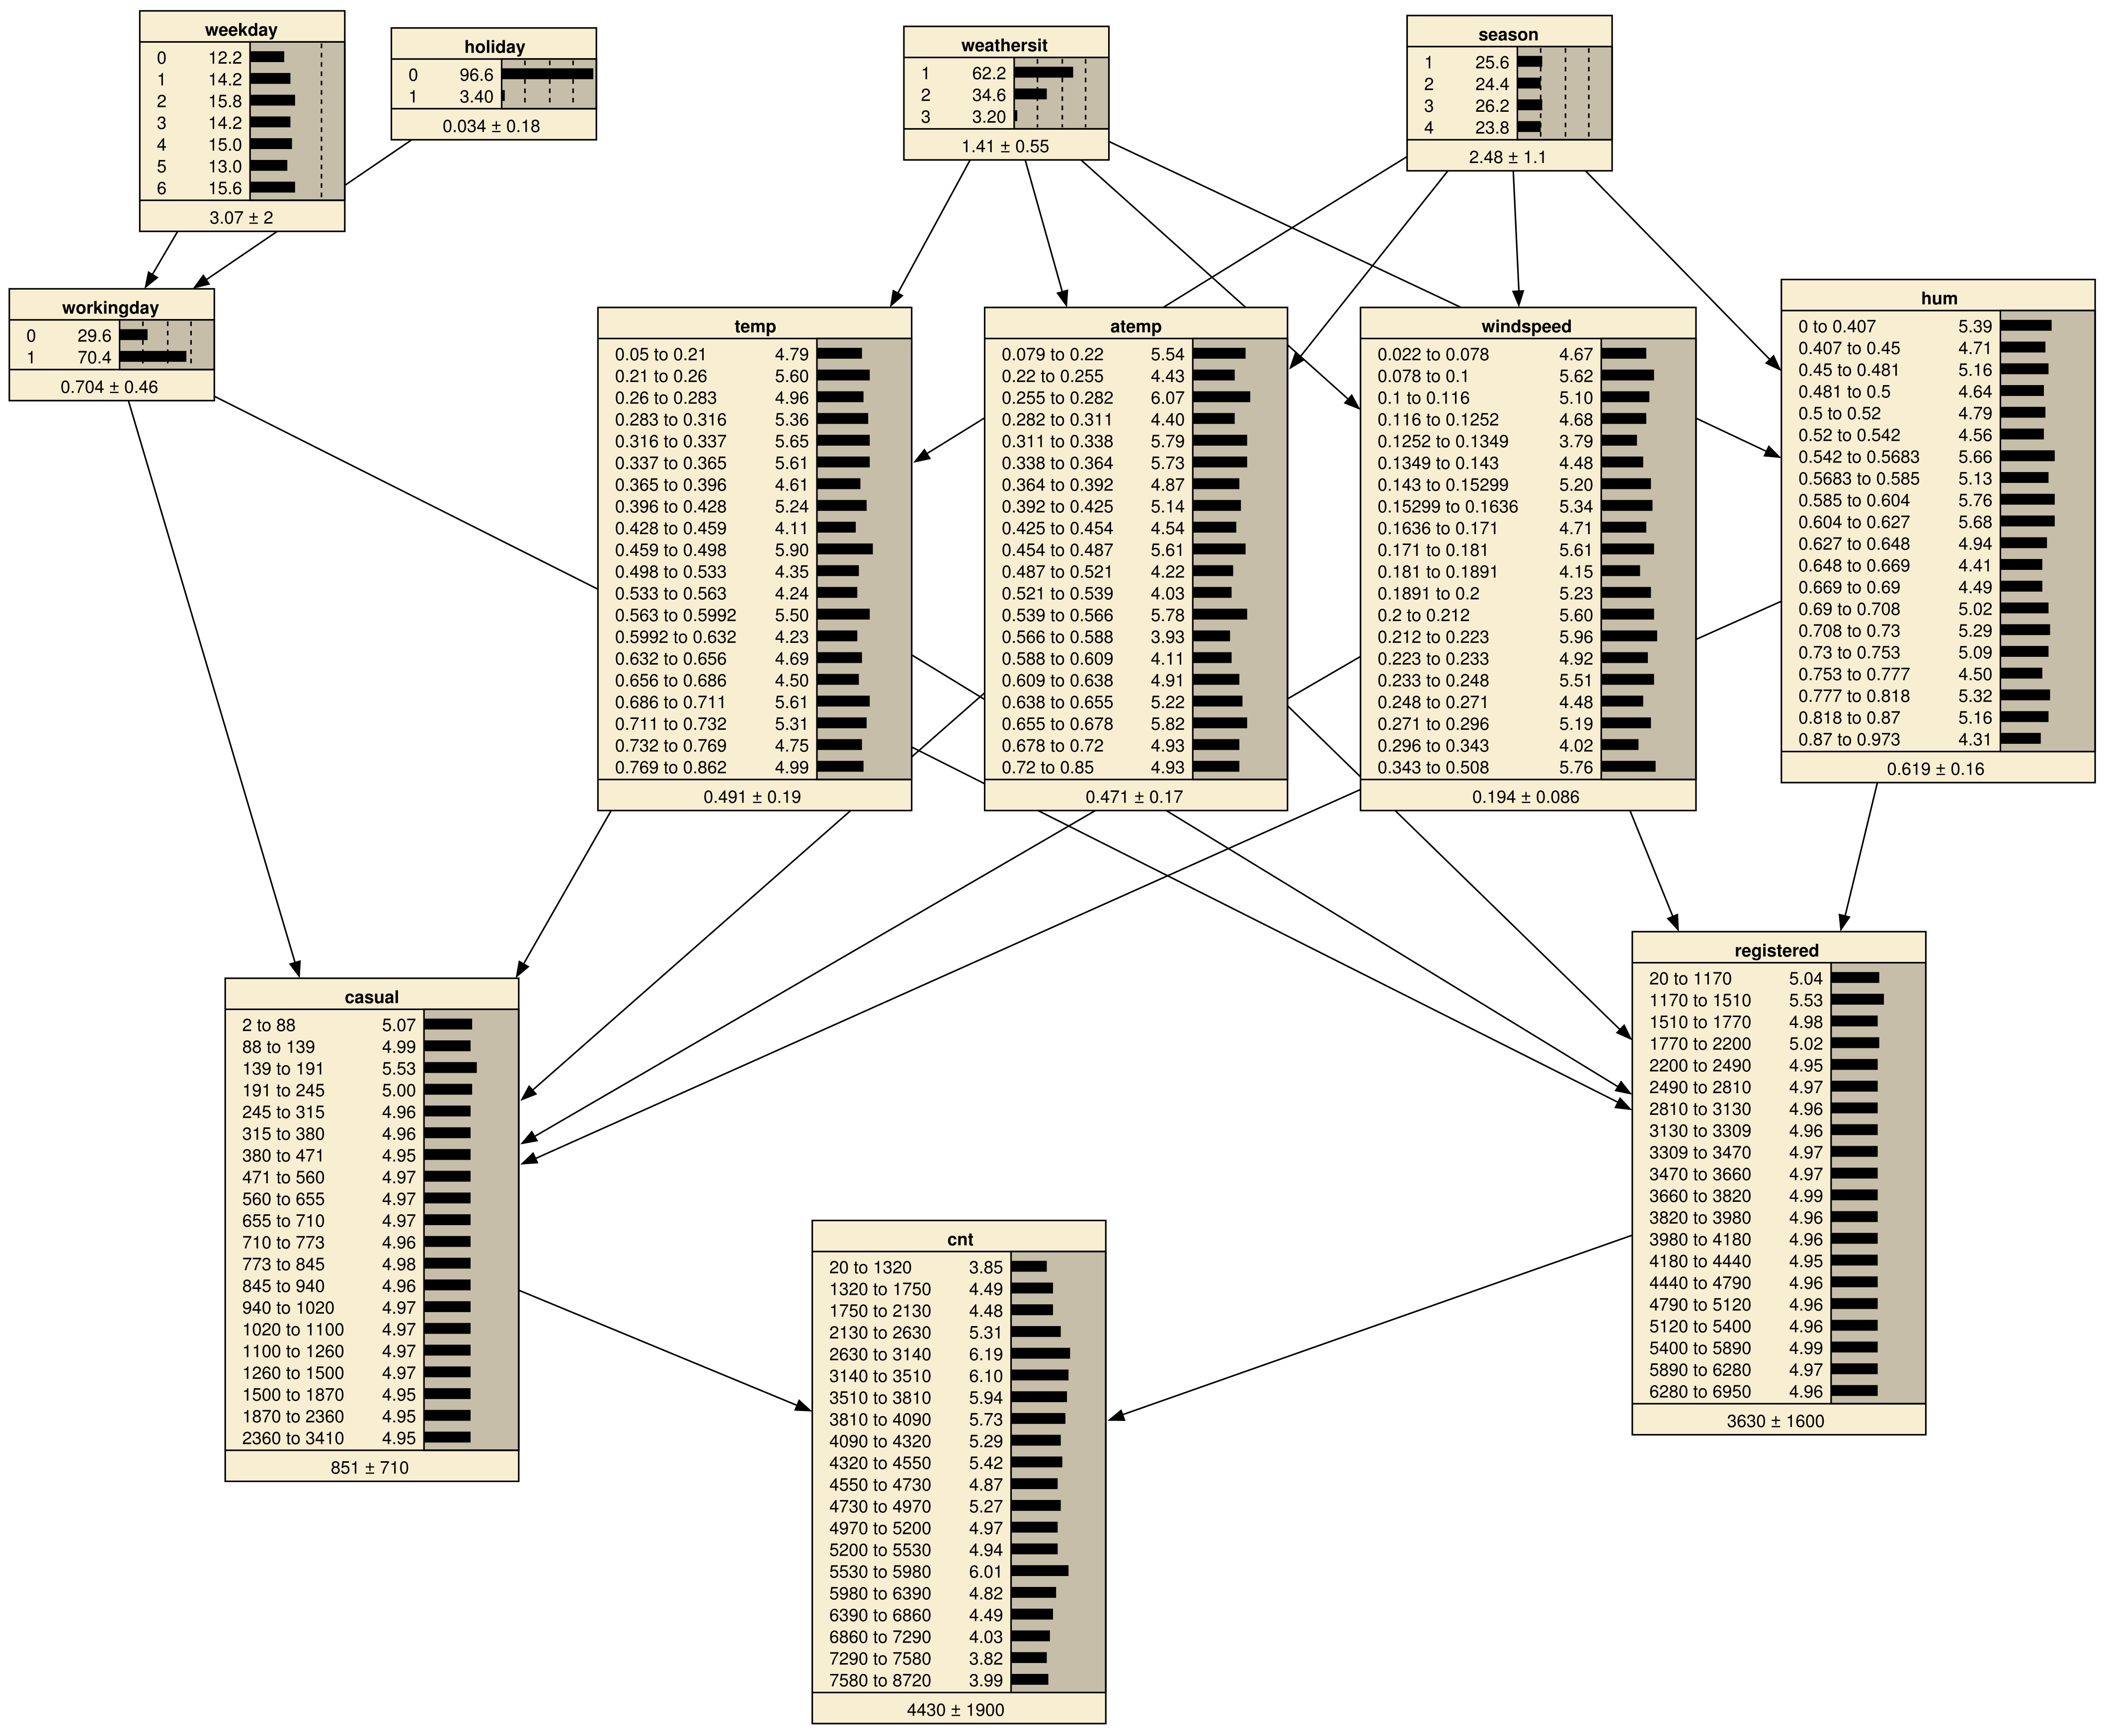 weekday
0 12.2
1 14.2
2 15.8
3 14.2
4 15.0
5 13.0
6 15.6
3.07 ± 2
holiday
0 96.6
1 3.40
0.034 ± 0.18
weathersit
1 62.2
2 34.6
3 3.20
1.41 ± 0.55
season
1 25.6
2 24.4
3 26.2
4 23.8
2.48 ± 1.1
workingday
0 29.6
1 70.4
0.704 ± 0.46
temp
0.05 to 0.21 4.79
0.21 to 0.26 5.60
0.26 to 0.283 4.96
0.283 to 0.316 5.36
0.316 to 0.337 5.65
0.337 to 0.365 5.61
0.365 to 0.396 4.61
0.396 to 0.428 5.24
0.428 to 0.459 4.11
0.459 to 0.498 5.90
0.498 to 0.533 4.35
0.533 to 0.563 4.24
0.563 to 0.5992 5.50
0.5992 to 0.632 4.23
0.632 to 0.656 4.69
0.656 to 0.686 4.50
0.686 to 0.711 5.61
0.711 to 0.732 5.31
0.732 to 0.769 4.75
0.769 to 0.862 4.99
0.491 ± 0.19
atemp
0.079 to 0.22 5.54
0.22 to 0.255 4.43
0.255 to 0.282 6.07
0.282 to 0.311 4.40
0.311 to 0.338 5.79
0.338 to 0.364 5.73
0.364 to 0.392 4.87
0.392 to 0.425 5.14
0.425 to 0.454 4.54
0.454 to 0.487 5.61
0.487 to 0.521 4.22
0.521 to 0.539 4.03
0.539 to 0.566 5.78
0.566 to 0.588 3.93
0.588 to 0.609 4.11
0.609 to 0.638 4.91
0.638 to 0.655 5.22
0.655 to 0.678 5.82
0.678 to 0.72 4.93
0.72 to 0.85 4.93
0.471 ± 0.17
windspeed
0.022 to 0.078 4.67
0.078 to 0.1 5.62
0.1 to 0.116 5.10
0.116 to 0.1252 4.68
0.1252 to 0.1349 3.79
0.1349 to 0.143 4.48
0.143 to 0.15299 5.20
0.15299 to 0.1636 5.34
0.1636 to 0.171 4.71
0.171 to 0.181 5.61
0.181 to 0.1891 4.15
0.1891 to 0.2 5.23
0.2 to 0.212 5.60
0.212 to 0.223 5.96
0.223 to 0.233 4.92
0.233 to 0.248 5.51
0.248 to 0.271 4.48
0.271 to 0.296 5.19
0.296 to 0.343 4.02
0.343 to 0.508 5.76
0.194 ± 0.086
hum
0 to 0.407 5.39
0.407 to 0.45 4.71
0.45 to 0.481 5.16
0.481 to 0.5 4.64
0.5 to 0.52 4.79
0.52 to 0.542 4.56
0.542 to 0.5683 5.66
0.5683 to 0.585 5.13
0.585 to 0.604 5.76
0.604 to 0.627 5.68
0.627 to 0.648 4.94
0.648 to 0.669 4.41
0.669 to 0.69 4.49
0.69 to 0.708 5.02
0.708 to 0.73 5.29
0.73 to 0.753 5.09
0.753 to 0.777 4.50
0.777 to 0.818 5.32
0.818 to 0.87 5.16
0.87 to 0.973 4.31
0.619 ± 0.16
casual
2 to 88 5.07
88 to 139 4.99
139 to 191 5.53
191 to 245 5.00
245 to 315 4.96
315 to 380 4.96
380 to 471 4.95
471 to 560 4.97
560 to 655 4.97
655 to 710 4.97
710 to 773 4.96
773 to 845 4.98
845 to 940 4.96
940 to 1020 4.97
1020 to 1100 4.97
1100 to 1260 4.97
1260 to 1500 4.97
1500 to 1870 4.95
1870 to 2360 4.95
2360 to 3410 4.95
851 ± 710
registered
20 to 1170 5.04
1170 to 1510 5.53
1510 to 1770 4.98
1770 to 2200 5.02
2200 to 2490 4.95
2490 to 2810 4.97
2810 to 3130 4.96
3130 to 3309 4.96
3309 to 3470 4.97
3470 to 3660 4.97
3660 to 3820 4.99
3820 to 3980 4.96
3980 to 4180 4.96
4180 to 4440 4.95
4440 to 4790 4.96
4790 to 5120 4.96
5120 to 5400 4.96
5400 to 5890 4.99
5890 to 6280 4.97
6280 to 6950 4.96
3630 ± 1600
cnt
20 to 1320 3.85
1320 to 1750 4.49
1750 to 2130 4.48
2130 to 2630 5.31
2630 to 3140 6.19
3140 to 3510 6.10
3510 to 3810 5.94
3810 to 4090 5.73
4090 to 4320 5.29
4320 to 4550 5.42
4550 to 4730 4.87
4730 to 4970 5.27
4970 to 5200 4.97
5200 to 5530 4.94
5530 to 5980 6.01
5980 to 6390 4.82
6390 to 6860 4.49
6860 to 7290 4.03
7290 to 7580 3.82
7580 to 8720 3.99
4430 ± 1900